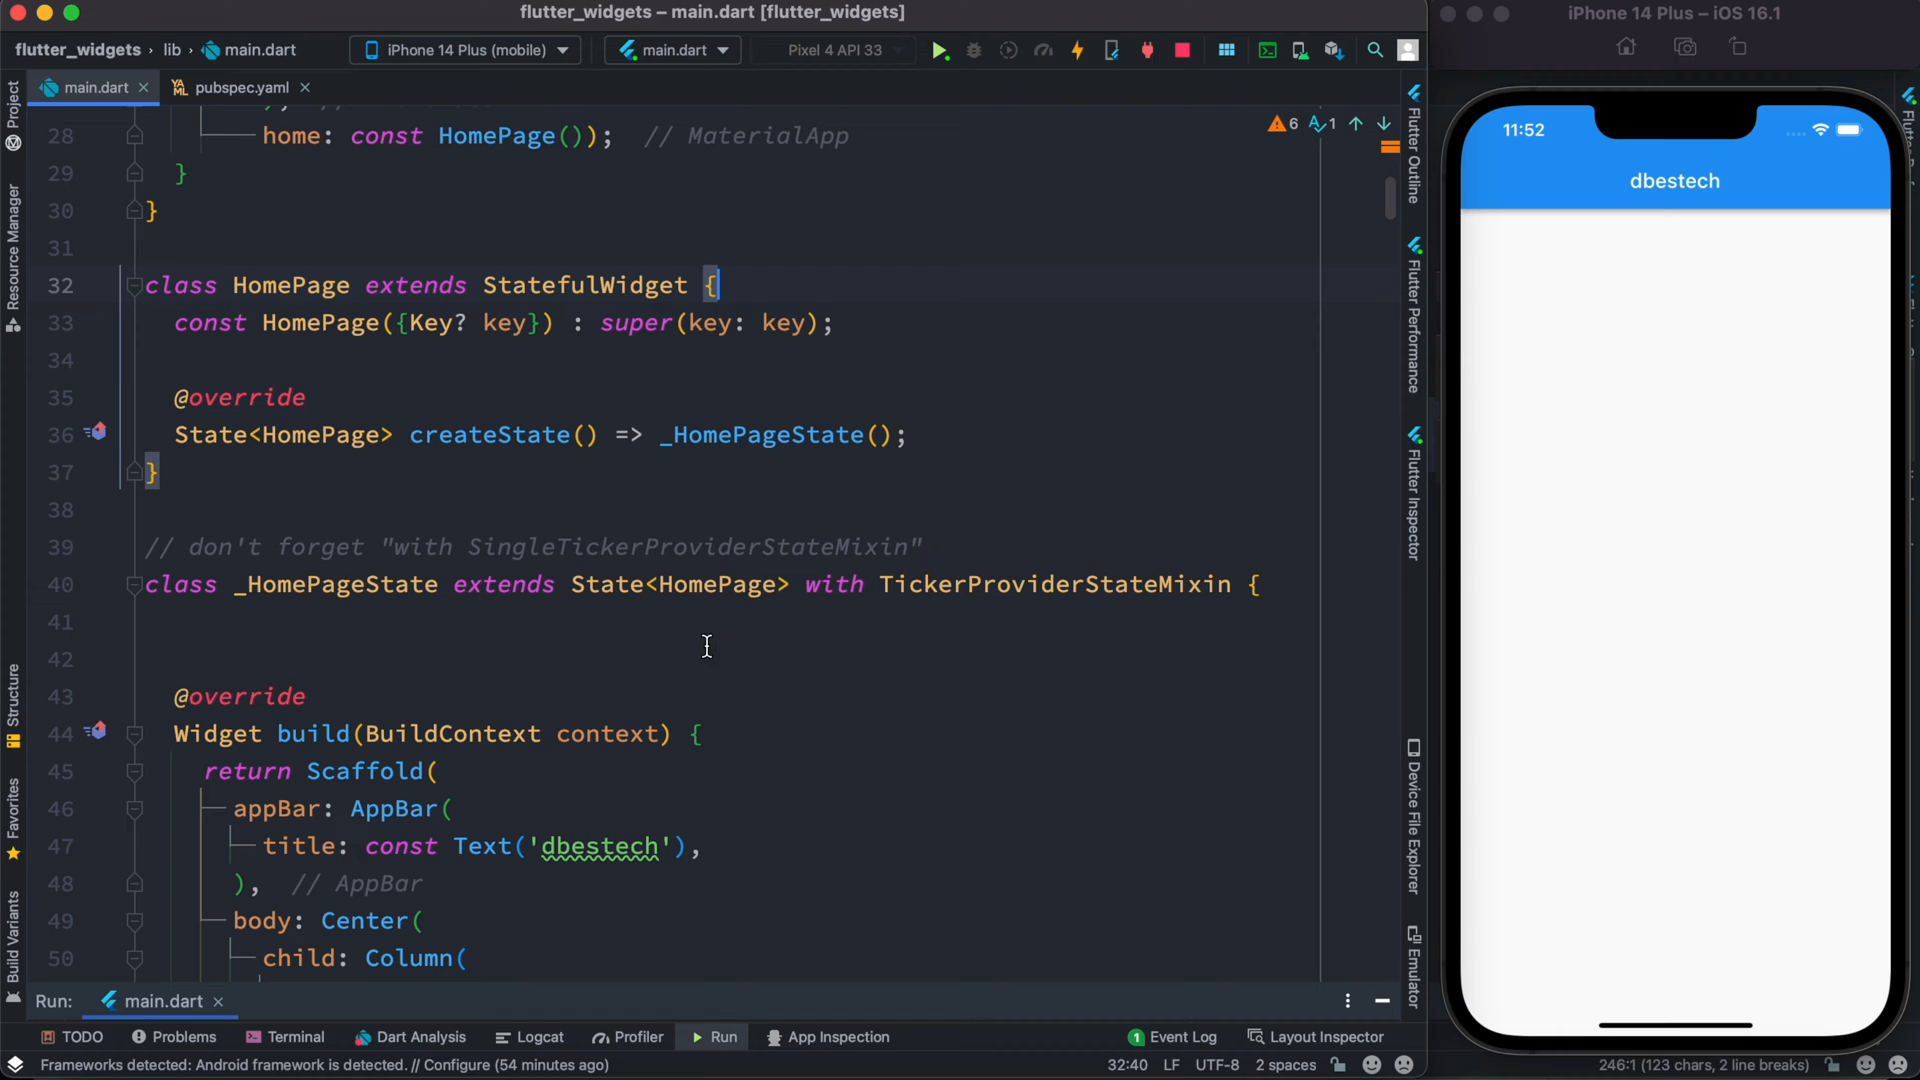 flutter_widgets – main.dart [flutter_widgets]
iPhone 14 Plus – iOS 16.1
flutter_widgets › lib › main.dart
iPhone 14 Plus (mobile)
main.dart
Pixel 4 API 33
main.dart
pubspec.yaml
Project
Resource Manager
Structure
Favorites
Build Variants
6 1
28 home: const HomePage()); // MaterialApp
29 }
30 }
31
32 class HomePage extends StatefulWidget {
33 const HomePage({Key? key}) : super(key: key);
34
35 @override
36 State<HomePage> createState() => _HomePageState();
37 }
38
39 // don't forget "with SingleTickerProviderStateMixin"
40 class _HomePageState extends State<HomePage> with TickerProviderStateMixin {
41
42
43 @override
44 Widget build(BuildContext context) {
45 return Scaffold(
46 appBar: AppBar(
47 title: const Text('dbestech'),
48 ), // AppBar
49 body: Center(
50 child: Column(
Flutter Outline
Flutter Performance
Flutter Inspector
Device File Explorer
Emulator
11:52
dbestech
Run: main.dart
TODO Problems Terminal Dart Analysis Logcat Profiler Run App Inspection
1 Event Log Layout Inspector
Frameworks detected: Android framework is detected. // Configure (54 minutes ago)
32:40 LF UTF-8 2 spaces
246:1 (123 chars, 2 line breaks)